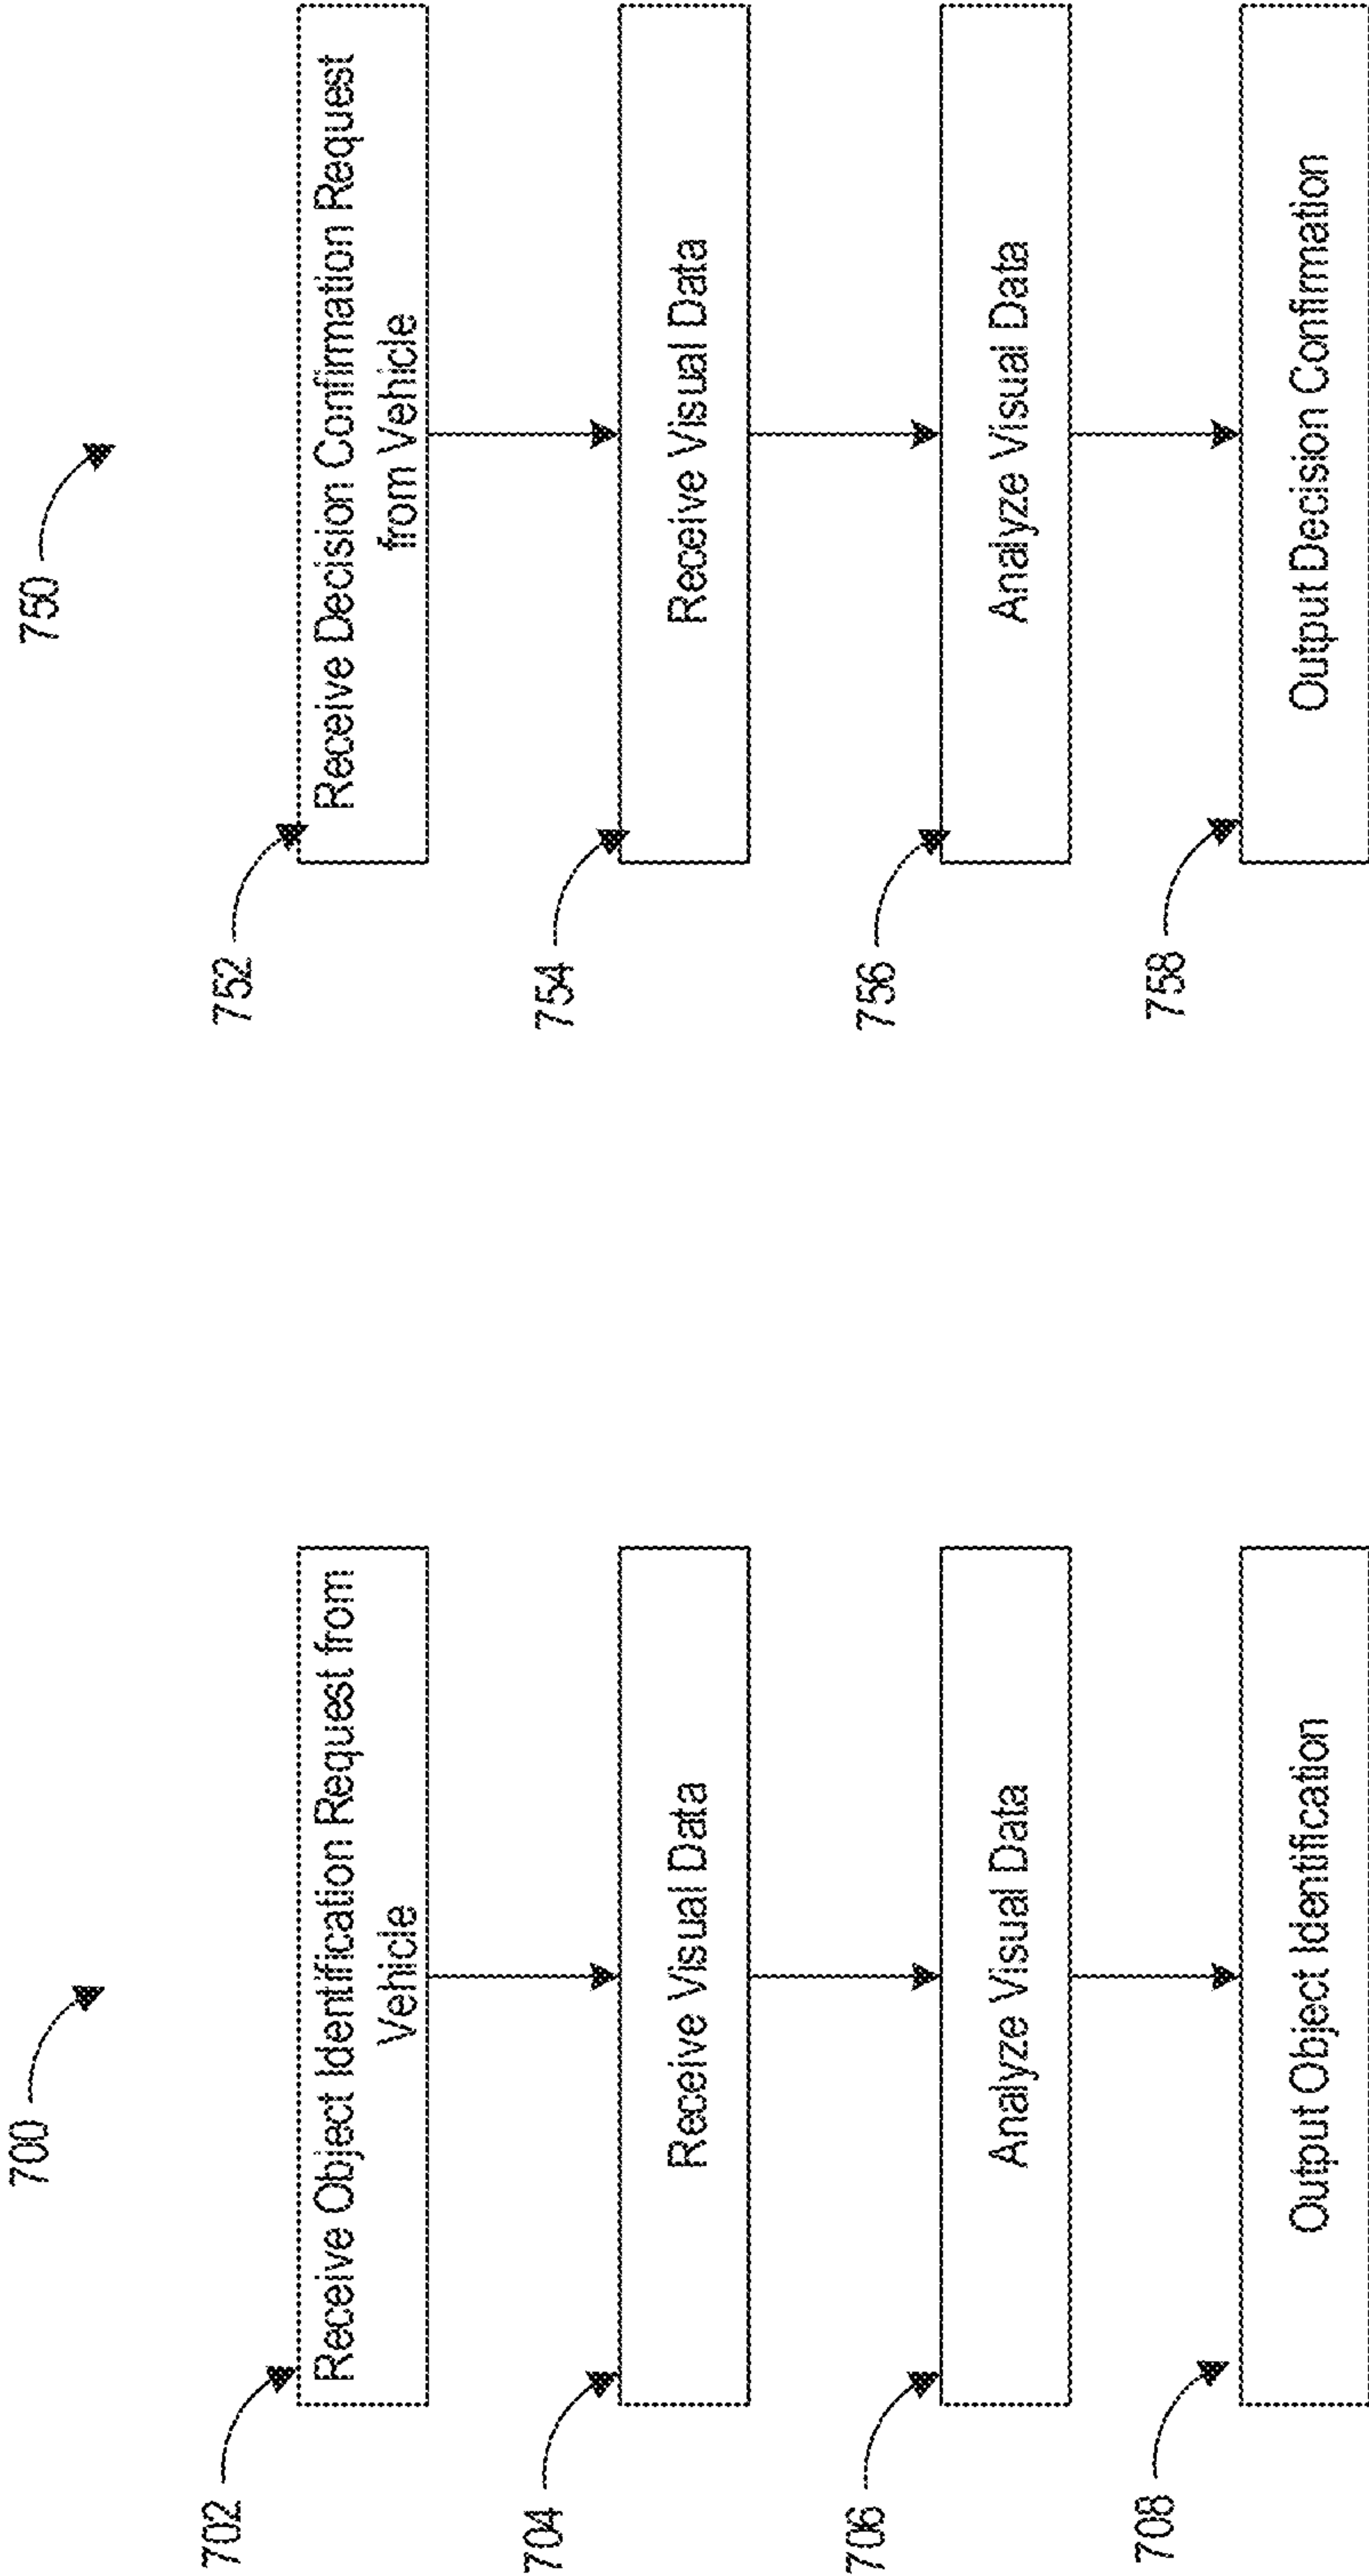 700
702
Receive Object Identification Request from
Vehicle
704
Receive Visual Data
706
Analyze Visual Data
708
Output Object Identification
750
752
Receive Decision Confirmation Request
from Vehicle
754
Receive Visual Data
756
Analyze Visual Data
758
Output Decision Confirmation